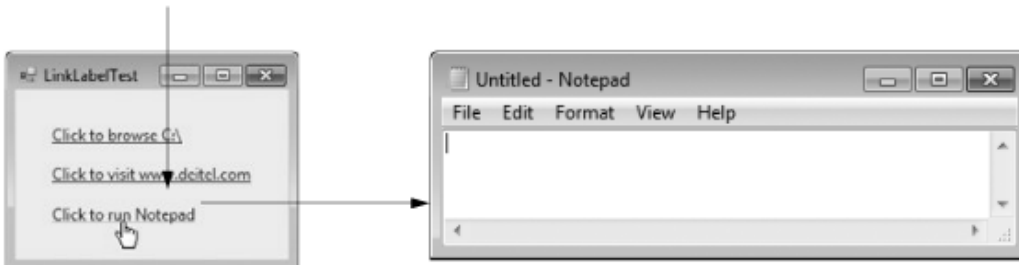 LinkLabelTest
Click to browse C:\
Click to visit www.deitel.com
Click to run Notepad
Untitled - Notepad
File Edit Format View Help